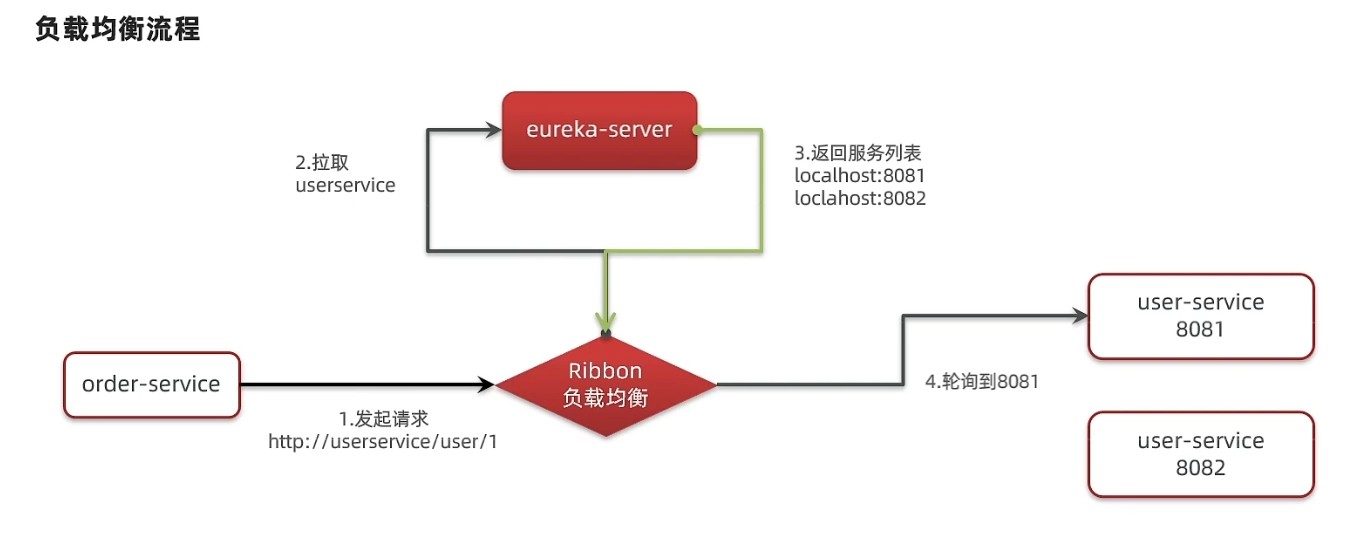 负载均衡流程
eureka-server
2.拉取
userservice
3.返回服务列表
localhost:8081
loclahost:8082
order-service
1.发起请求
http://userservice/user/1
Ribbon
负载均衡
4.轮询到8081
user-service
8081
user-service
8082